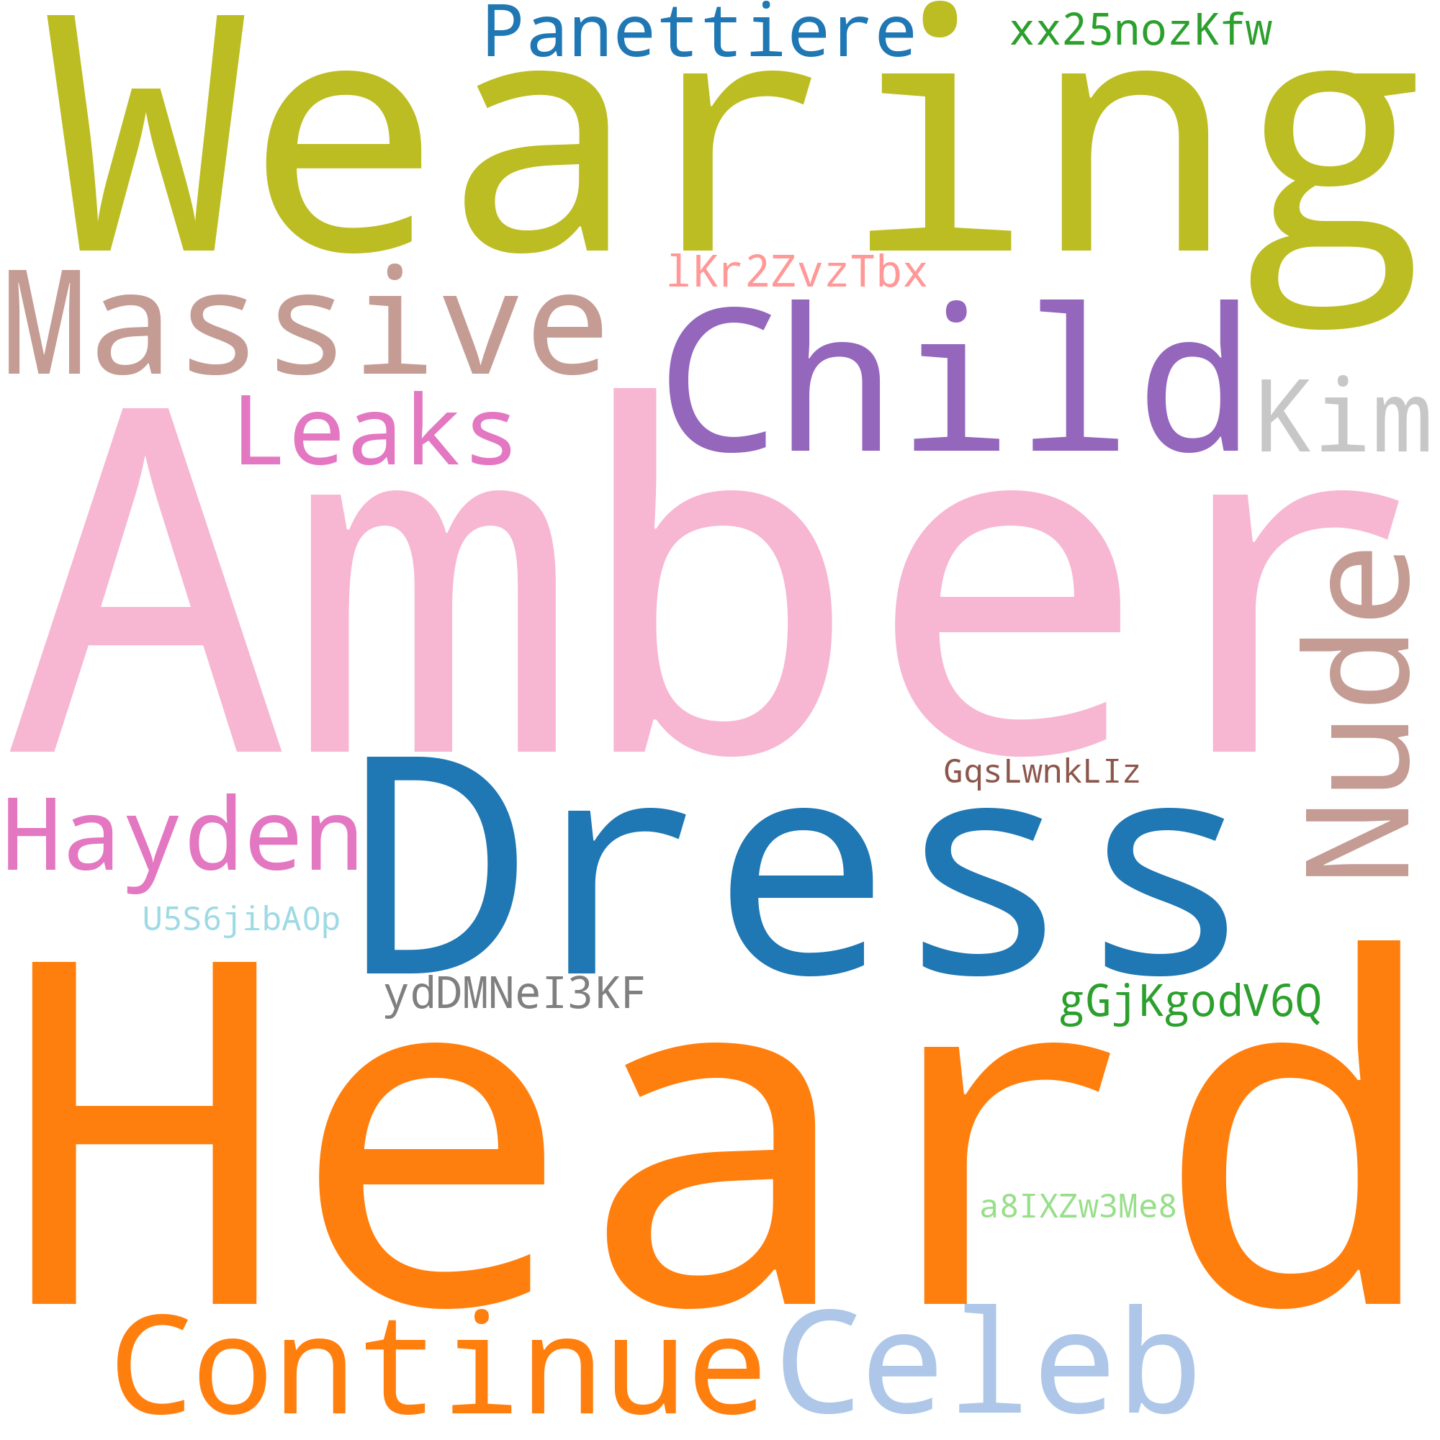 Panettiere
xx25nozKfw
Wearing
lKr2ZvzTbx
Massive
Child
Kim
Leaks
Amber
Nude
GqsLwnkLIz
Dress
Hayden
U5S6jibAOp
ydDMNeI3KF
gGjKgodV6Q
Heard
a8IXZw3Me8
Continue
Celeb